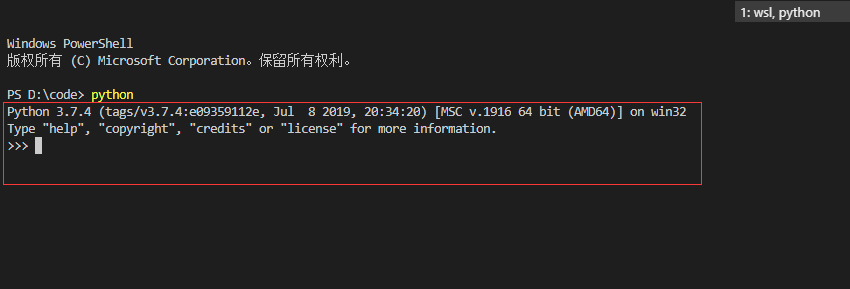 1: wsl, python
Windows PowerShell
版权所有 (C) Microsoft Corporation。保留所有权利。
PS D:\code> python
Python 3.7.4 (tags/v3.7.4:e09359112e, Jul  8 2019, 20:34:20) [MSC v.1916 64 bit (AMD64)] on win32
Type "help", "copyright", "credits" or "license" for more information.
>>>